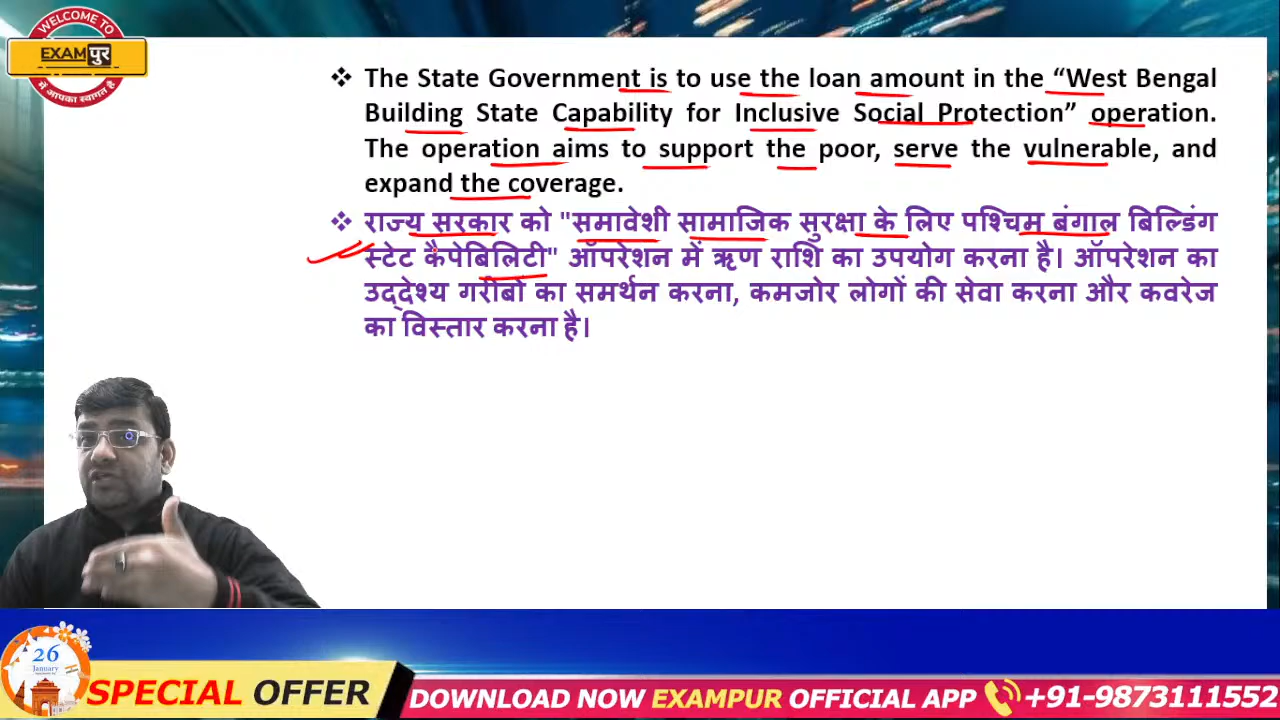 WELCOME TO
EXAMपुर
में आपका स्वागत है
❖ The State Government is to use the loan amount in the “West Bengal
Building State Capability for Inclusive Social Protection” operation.
The operation aims to support the poor, serve the vulnerable, and
expand the coverage.
❖ राज्य सरकार को "समावेशी सामाजिक सुरक्षा के लिए पश्चिम बंगाल बिल्डिंग
स्टेट कैपेबिलिटी" ऑपरेशन में ऋण राशि का उपयोग करना है। ऑपरेशन का
उद्देश्य गरीबों का समर्थन करना, कमजोर लोगों की सेवा करना और कवरेज
का विस्तार करना है।
26
January
SPECIAL OFFER
DOWNLOAD NOW EXAMPUR OFFICIAL APP
+91-9873111552